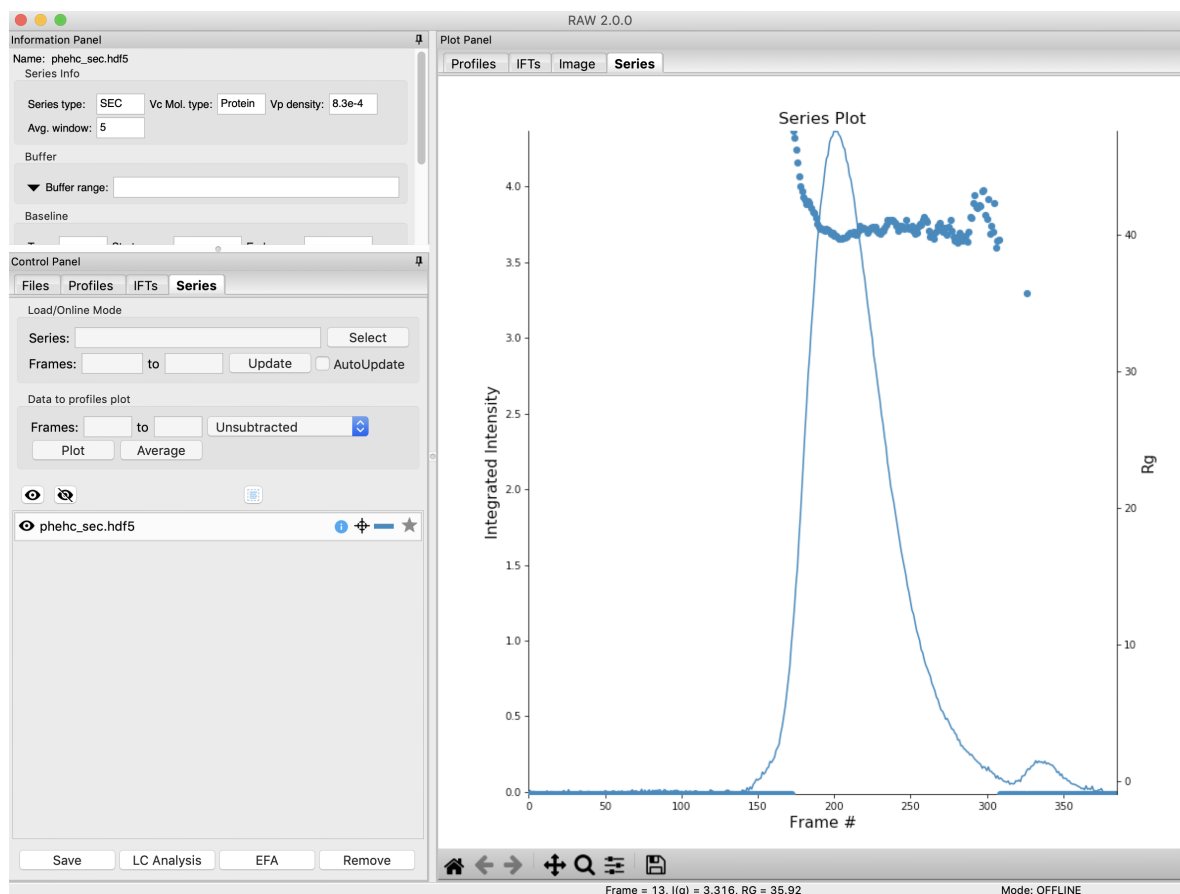 RAW 2.0.0
Information Panel
Name: phehc_sec.hdf5
Series Info
Series type: SEC Vc Mol. type: Protein Vp density: 8.3e-4
Avg. window: 5
Buffer
Buffer range:
Baseline
Control Panel
Files Profiles IFTs Series
Load/Online Mode
Series: Select
Frames: to Update AutoUpdate
Data to profiles plot
Frames: to Unsubtracted
Plot Average
phehc_sec.hdf5
Save LC Analysis EFA Remove
Plot Panel
Profiles IFTs Image Series
Series Plot
4.0
3.5
3.0
2.5
2.0
1.5
1.0
0.5
0.0
Integrated Intensity
40
30
20
10
0
Rg
0 50 100 150 200 250 300 350
Frame #
Frame = 13, I(q) = 3.316, RG = 35.92 Mode: OFFLINE